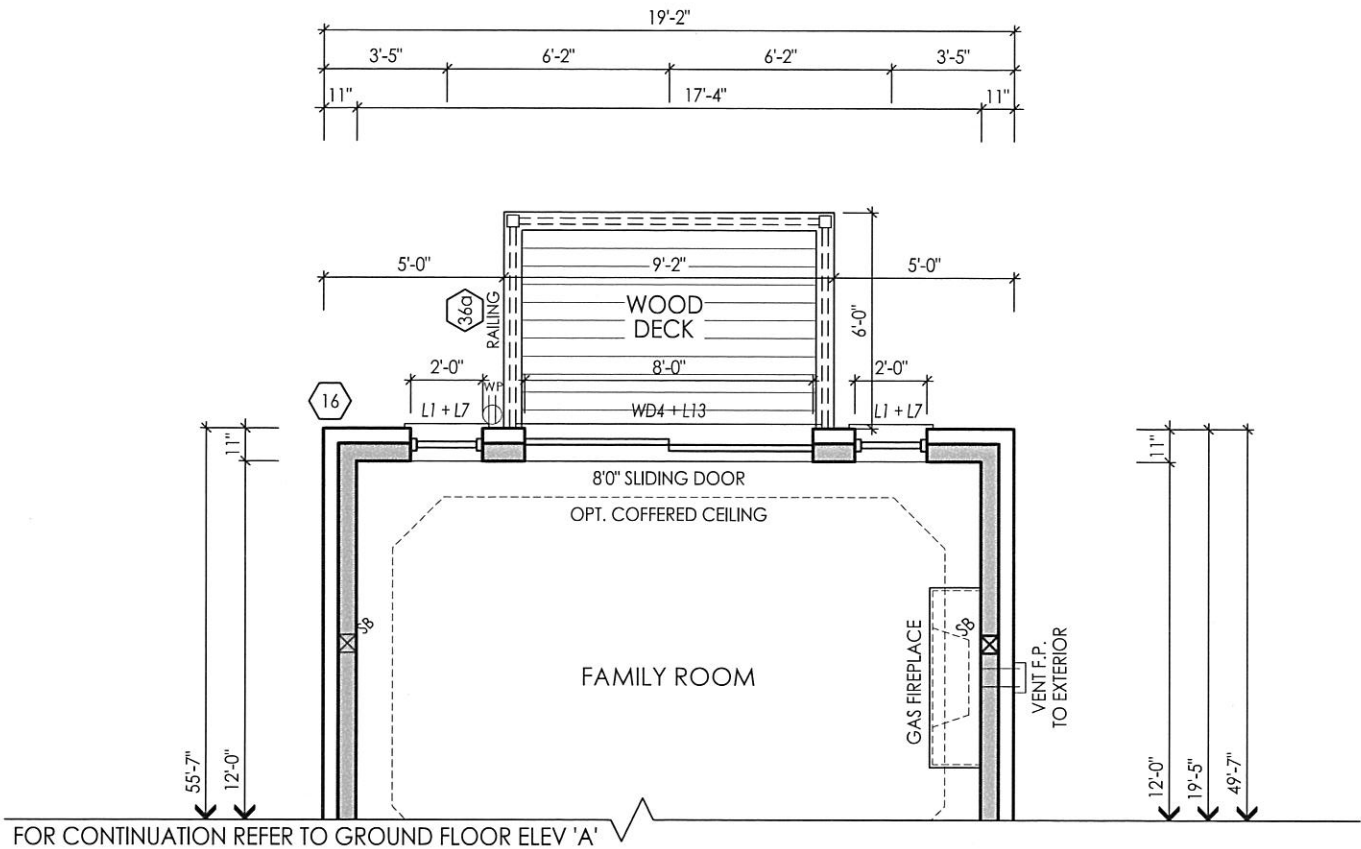 19'-2"
3'-5" 6'-2" 6'-2" 3'-5"
11" 17'-4" 11"
5'-0" 9'-2" 5'-0"
36a
RAILING
WOOD
DECK
6'-0"
2'-0" 8'-0" 2'-0"
16
WP
L1 + L7 WD4 + L13 L1 + L7
11" 11"
8'0" SLIDING DOOR
OPT. COFFERED CEILING
SB SB
FAMILY ROOM
GAS FIREPLACE
VENT F.P.
TO EXTERIOR
55'-7" 12'-0" 12'-0" 19'-5" 49'-7"
FOR CONTINUATION REFER TO GROUND FLOOR ELEV 'A'